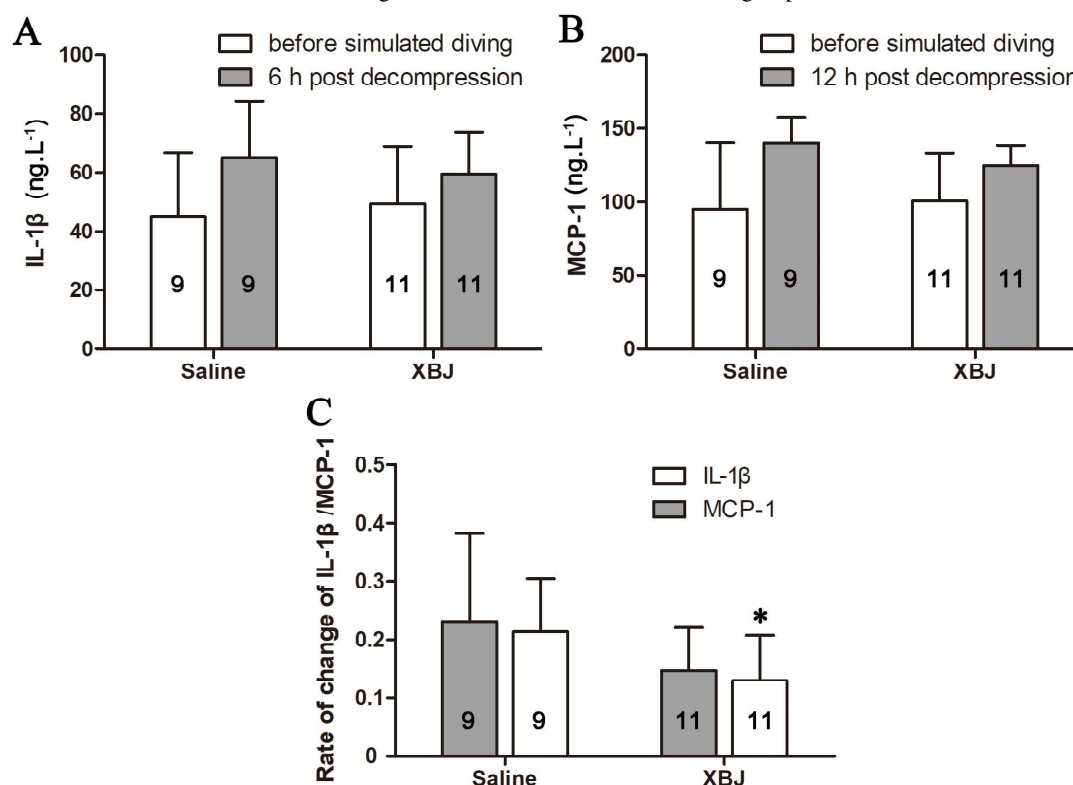 A
before simulated diving
6 h post decompression
IL-1β (ng.L-1)
100
80
60
40
20
0
9
9
11
11
Saline
XBJ
B
before simulated diving
12 h post decompression
MCP-1 (ng.L-1)
200
150
100
50
0
9
9
11
11
Saline
XBJ
C
IL-1β
MCP-1
Rate of change of IL-1β /MCP-1
0.5
0.4
0.3
0.2
0.1
0
*
9
9
11
11
Saline
XBJ